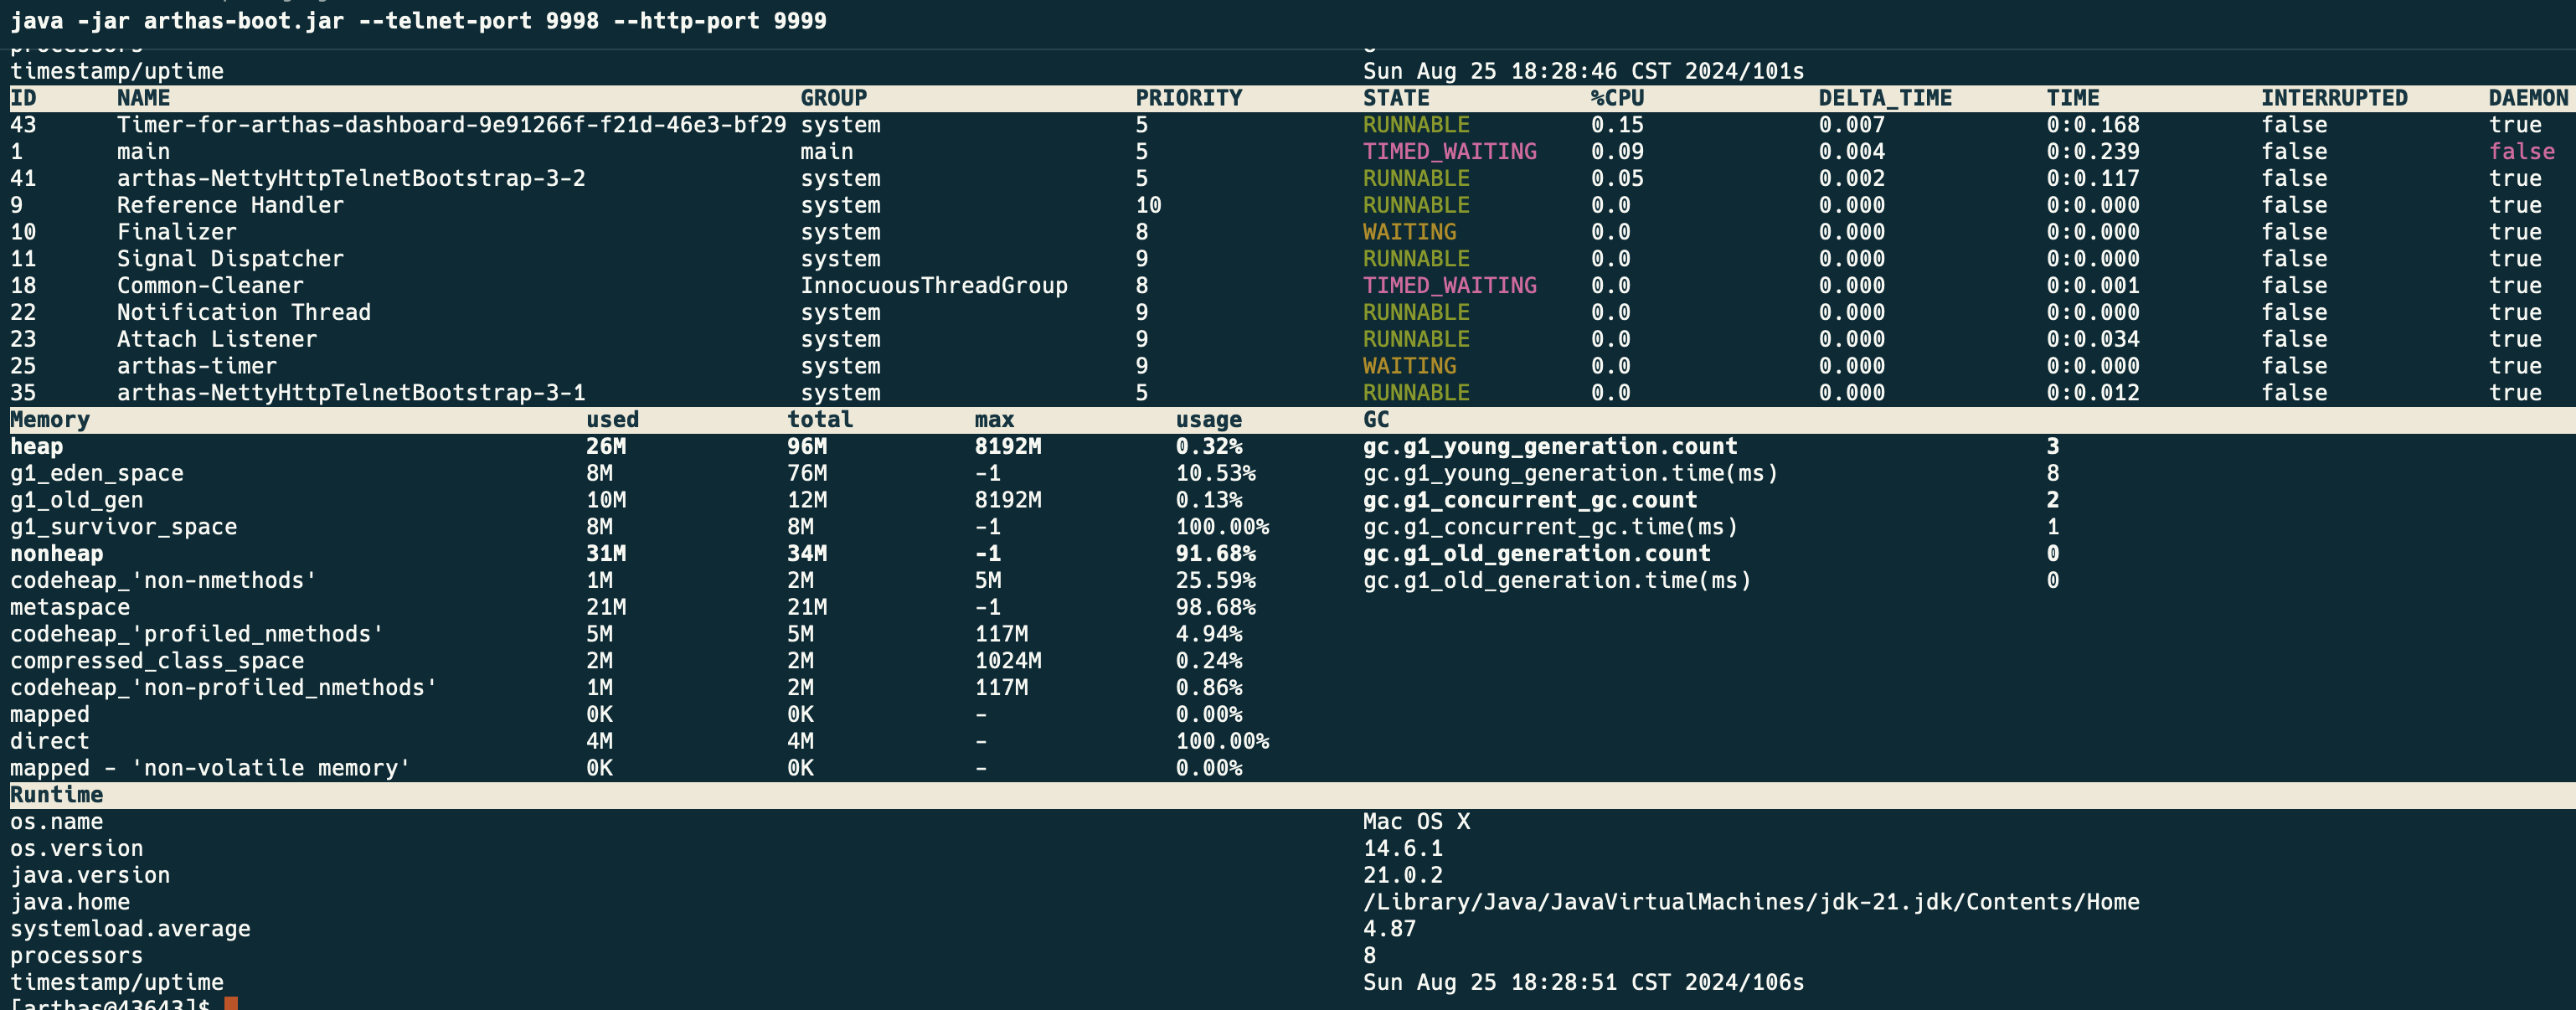 java -jar arthas-boot.jar --telnet-port 9998 --http-port 9999
processors 8
timestamp/uptime Sun Aug 25 18:28:46 CST 2024/101s
ID NAME GROUP PRIORITY STATE %CPU DELTA_TIME TIME INTERRUPTED DAEMON
43 Timer-for-arthas-dashboard-9e91266f-f21d-46e3-bf29 system 5 RUNNABLE 0.15 0.007 0:0.168 false true
1 main main 5 TIMED_WAITING 0.09 0.004 0:0.239 false false
41 arthas-NettyHttpTelnetBootstrap-3-2 system 5 RUNNABLE 0.05 0.002 0:0.117 false true
9 Reference Handler system 10 RUNNABLE 0.0 0.000 0:0.000 false true
10 Finalizer system 8 WAITING 0.0 0.000 0:0.000 false true
11 Signal Dispatcher system 9 RUNNABLE 0.0 0.000 0:0.000 false true
18 Common-Cleaner InnocuousThreadGroup 8 TIMED_WAITING 0.0 0.000 0:0.001 false true
22 Notification Thread system 9 RUNNABLE 0.0 0.000 0:0.000 false true
23 Attach Listener system 9 RUNNABLE 0.0 0.000 0:0.034 false true
25 arthas-timer system 9 WAITING 0.0 0.000 0:0.000 false true
35 arthas-NettyHttpTelnetBootstrap-3-1 system 5 RUNNABLE 0.0 0.000 0:0.012 false true
Memory used total max usage GC
heap 26M 96M 8192M 0.32% gc.g1_young_generation.count 3
g1_eden_space 8M 76M -1 10.53% gc.g1_young_generation.time(ms) 8
g1_old_gen 10M 12M 8192M 0.13% gc.g1_concurrent_gc.count 2
g1_survivor_space 8M 8M -1 100.00% gc.g1_concurrent_gc.time(ms) 1
nonheap 31M 34M -1 91.68% gc.g1_old_generation.count 0
codeheap_'non-nmethods' 1M 2M 5M 25.59% gc.g1_old_generation.time(ms) 0
metaspace 21M 21M -1 98.68%
codeheap_'profiled_nmethods' 5M 5M 117M 4.94%
compressed_class_space 2M 2M 1024M 0.24%
codeheap_'non-profiled_nmethods' 1M 2M 117M 0.86%
mapped 0K 0K - 0.00%
direct 4M 4M - 100.00%
mapped - 'non-volatile memory' 0K 0K - 0.00%
Runtime
os.name Mac OS X
os.version 14.6.1
java.version 21.0.2
java.home /Library/Java/JavaVirtualMachines/jdk-21.jdk/Contents/Home
systemload.average 4.87
processors 8
timestamp/uptime Sun Aug 25 18:28:51 CST 2024/106s
[arthas@43643]$